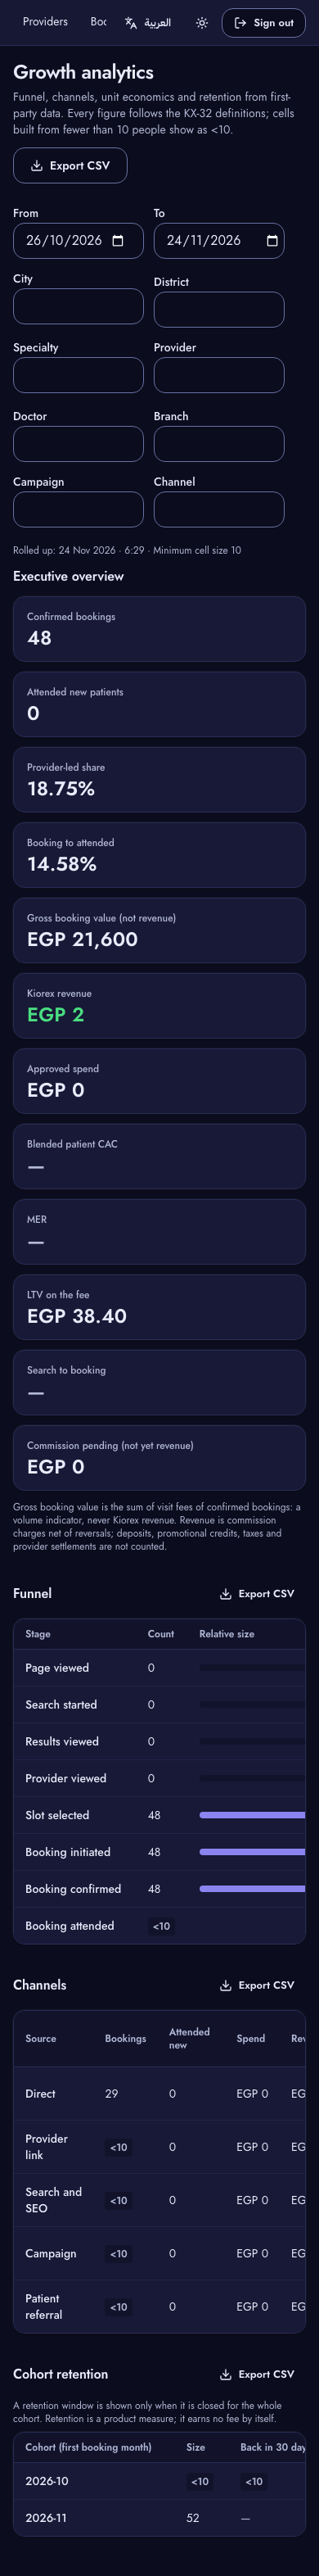 Providers
العربية
Sign out
Growth analytics
Funnel, channels, unit economics and retention from first-
party data. Every figure follows the KX-32 definitions; cells
built from fewer than 10 people show as <10.
Export CSV
From To
26/10/2026 24/11/2026
City District
Specialty Provider
Doctor Branch
Campaign Channel
Rolled up: 24 Nov 2026 · 6:29 · Minimum cell size 10
Executive overview
Confirmed bookings
48
Attended new patients
0
Provider-led share
18.75%
Booking to attended
14.58%
Gross booking value (not revenue)
EGP 21,600
Kiorex revenue
EGP 2
Approved spend
EGP 0
Blended patient CAC
—
MER
—
LTV on the fee
EGP 38.40
Search to booking
—
Commission pending (not yet revenue)
EGP 0
Gross booking value is the sum of visit fees of confirmed bookings: a
volume indicator, never Kiorex revenue. Revenue is commission
charges net of reversals; deposits, promotional credits, taxes and
provider settlements are not counted.
Funnel Export CSV
Stage Count Relative size
Page viewed 0
Search started 0
Results viewed 0
Provider viewed 0
Slot selected 48
Booking initiated 48
Booking confirmed 48
Booking attended <10
Channels Export CSV
Source Bookings Attended new Spend
Direct 29 0 EGP 0
Provider link <10 0 EGP 0
Search and SEO <10 0 EGP 0
Campaign <10 0 EGP 0
Patient referral <10 0 EGP 0
Cohort retention Export CSV
A retention window is shown only when it is closed for the whole
cohort. Retention is a product measure; it earns no fee by itself.
Cohort (first booking month) Size Back in 30 day
2026-10 <10 <10
2026-11 52 —